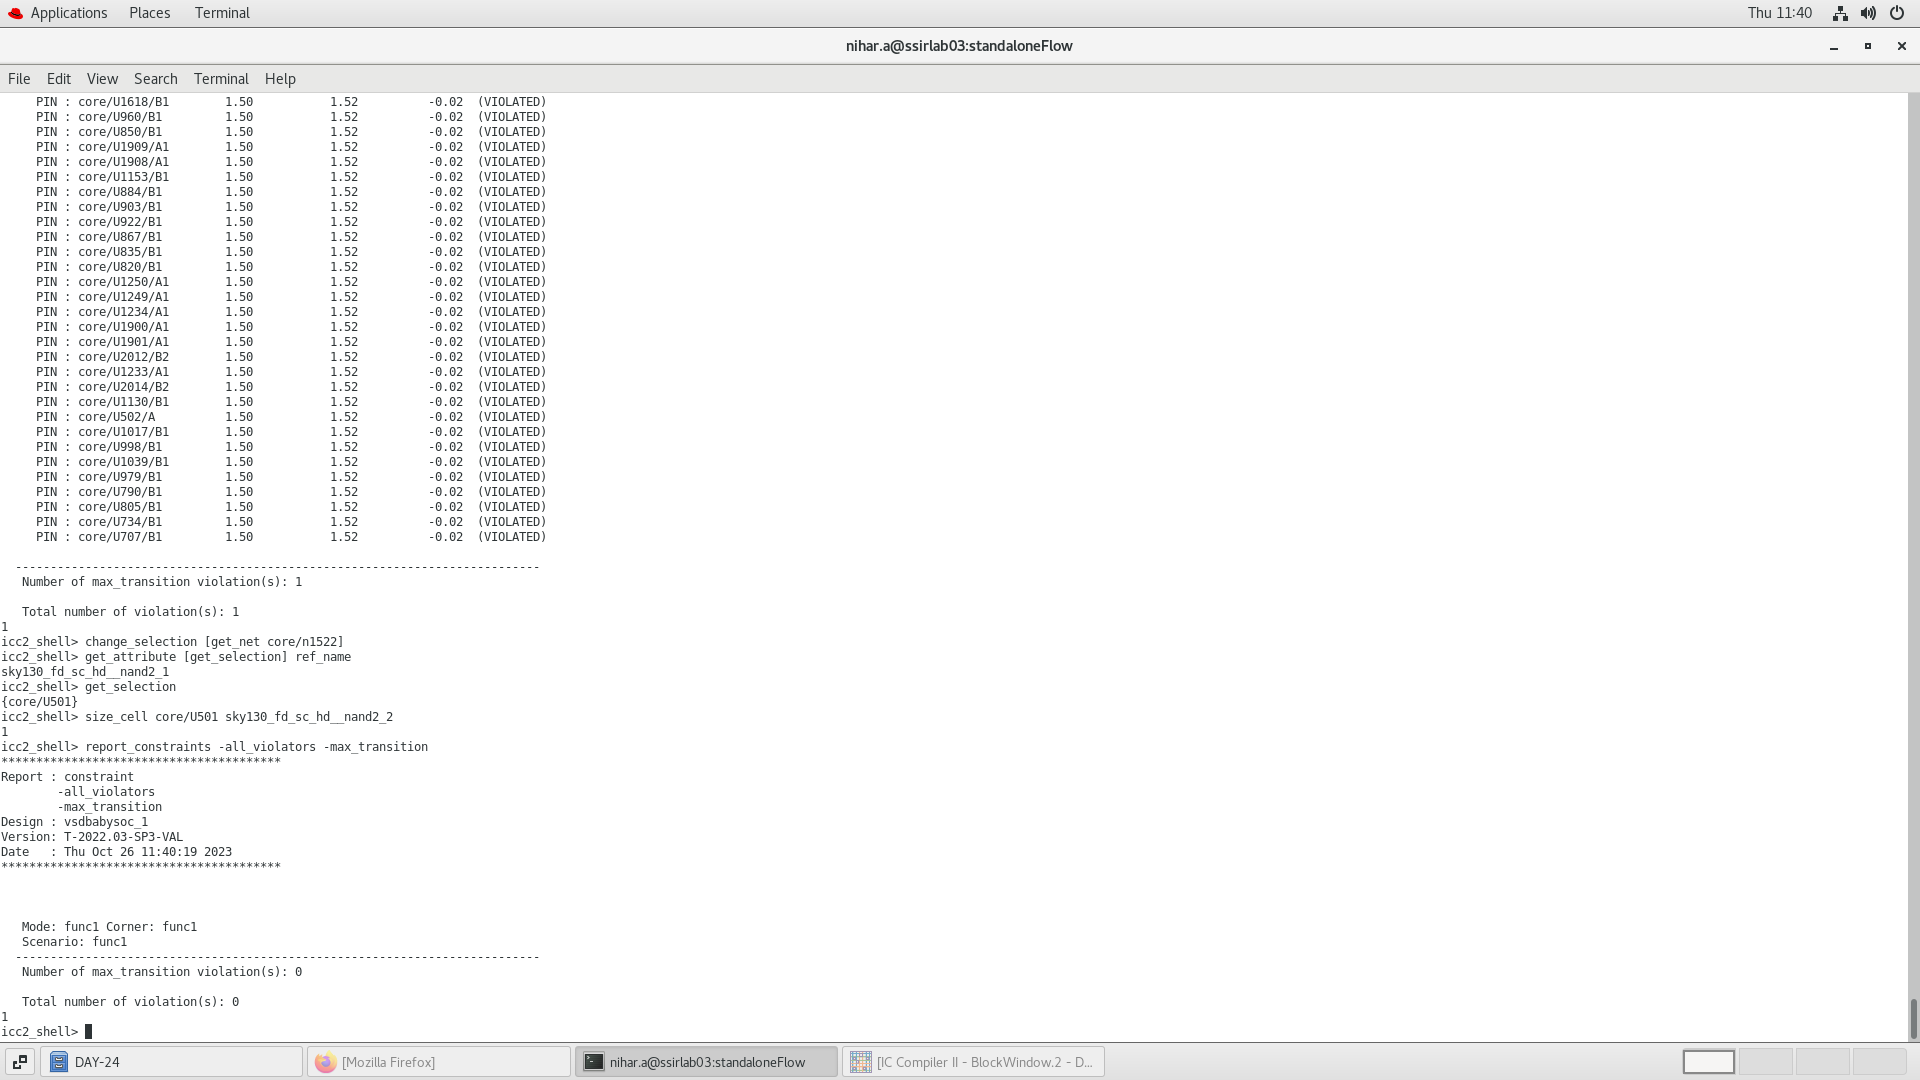 Applications Places Terminal Thu 11:40
nihar.a@ssirlab03:standaloneFlow
File Edit View Search Terminal Help
PIN : core/U1618/B1 1.50 1.52 -0.02 (VIOLATED)
PIN : core/U960/B1 1.50 1.52 -0.02 (VIOLATED)
PIN : core/U850/B1 1.50 1.52 -0.02 (VIOLATED)
PIN : core/U1909/A1 1.50 1.52 -0.02 (VIOLATED)
PIN : core/U1908/A1 1.50 1.52 -0.02 (VIOLATED)
PIN : core/U1153/B1 1.50 1.52 -0.02 (VIOLATED)
PIN : core/U884/B1 1.50 1.52 -0.02 (VIOLATED)
PIN : core/U903/B1 1.50 1.52 -0.02 (VIOLATED)
PIN : core/U922/B1 1.50 1.52 -0.02 (VIOLATED)
PIN : core/U867/B1 1.50 1.52 -0.02 (VIOLATED)
PIN : core/U835/B1 1.50 1.52 -0.02 (VIOLATED)
PIN : core/U820/B1 1.50 1.52 -0.02 (VIOLATED)
PIN : core/U1250/A1 1.50 1.52 -0.02 (VIOLATED)
PIN : core/U1249/A1 1.50 1.52 -0.02 (VIOLATED)
PIN : core/U1234/A1 1.50 1.52 -0.02 (VIOLATED)
PIN : core/U1900/A1 1.50 1.52 -0.02 (VIOLATED)
PIN : core/U1901/A1 1.50 1.52 -0.02 (VIOLATED)
PIN : core/U2012/B2 1.50 1.52 -0.02 (VIOLATED)
PIN : core/U1233/A1 1.50 1.52 -0.02 (VIOLATED)
PIN : core/U2014/B2 1.50 1.52 -0.02 (VIOLATED)
PIN : core/U1130/B1 1.50 1.52 -0.02 (VIOLATED)
PIN : core/U502/A 1.50 1.52 -0.02 (VIOLATED)
PIN : core/U1017/B1 1.50 1.52 -0.02 (VIOLATED)
PIN : core/U998/B1 1.50 1.52 -0.02 (VIOLATED)
PIN : core/U1039/B1 1.50 1.52 -0.02 (VIOLATED)
PIN : core/U979/B1 1.50 1.52 -0.02 (VIOLATED)
PIN : core/U790/B1 1.50 1.52 -0.02 (VIOLATED)
PIN : core/U805/B1 1.50 1.52 -0.02 (VIOLATED)
PIN : core/U734/B1 1.50 1.52 -0.02 (VIOLATED)
PIN : core/U707/B1 1.50 1.52 -0.02 (VIOLATED)
---------------------------------------------------------------------------
Number of max_transition violation(s): 1
Total number of violation(s): 1
1
icc2_shell> change_selection [get_net core/n1522]
icc2_shell> get_attribute [get_selection] ref_name
sky130_fd_sc_hd__nand2_1
icc2_shell> get_selection
{core/U501}
icc2_shell> size_cell core/U501 sky130_fd_sc_hd__nand2_2
1
icc2_shell> report_constraints -all_violators -max_transition
****************************************
Report : constraint
-all_violators
-max_transition
Design : vsdbabysoc_1
Version: T-2022.03-SP3-VAL
Date : Thu Oct 26 11:40:19 2023
****************************************
Mode: func1 Corner: func1
Scenario: func1
---------------------------------------------------------------------------
Number of max_transition violation(s): 0
Total number of violation(s): 0
1
icc2_shell>
DAY-24 [Mozilla Firefox] nihar.a@ssirlab03:standaloneFlow [IC Compiler II - BlockWindow.2 - D...